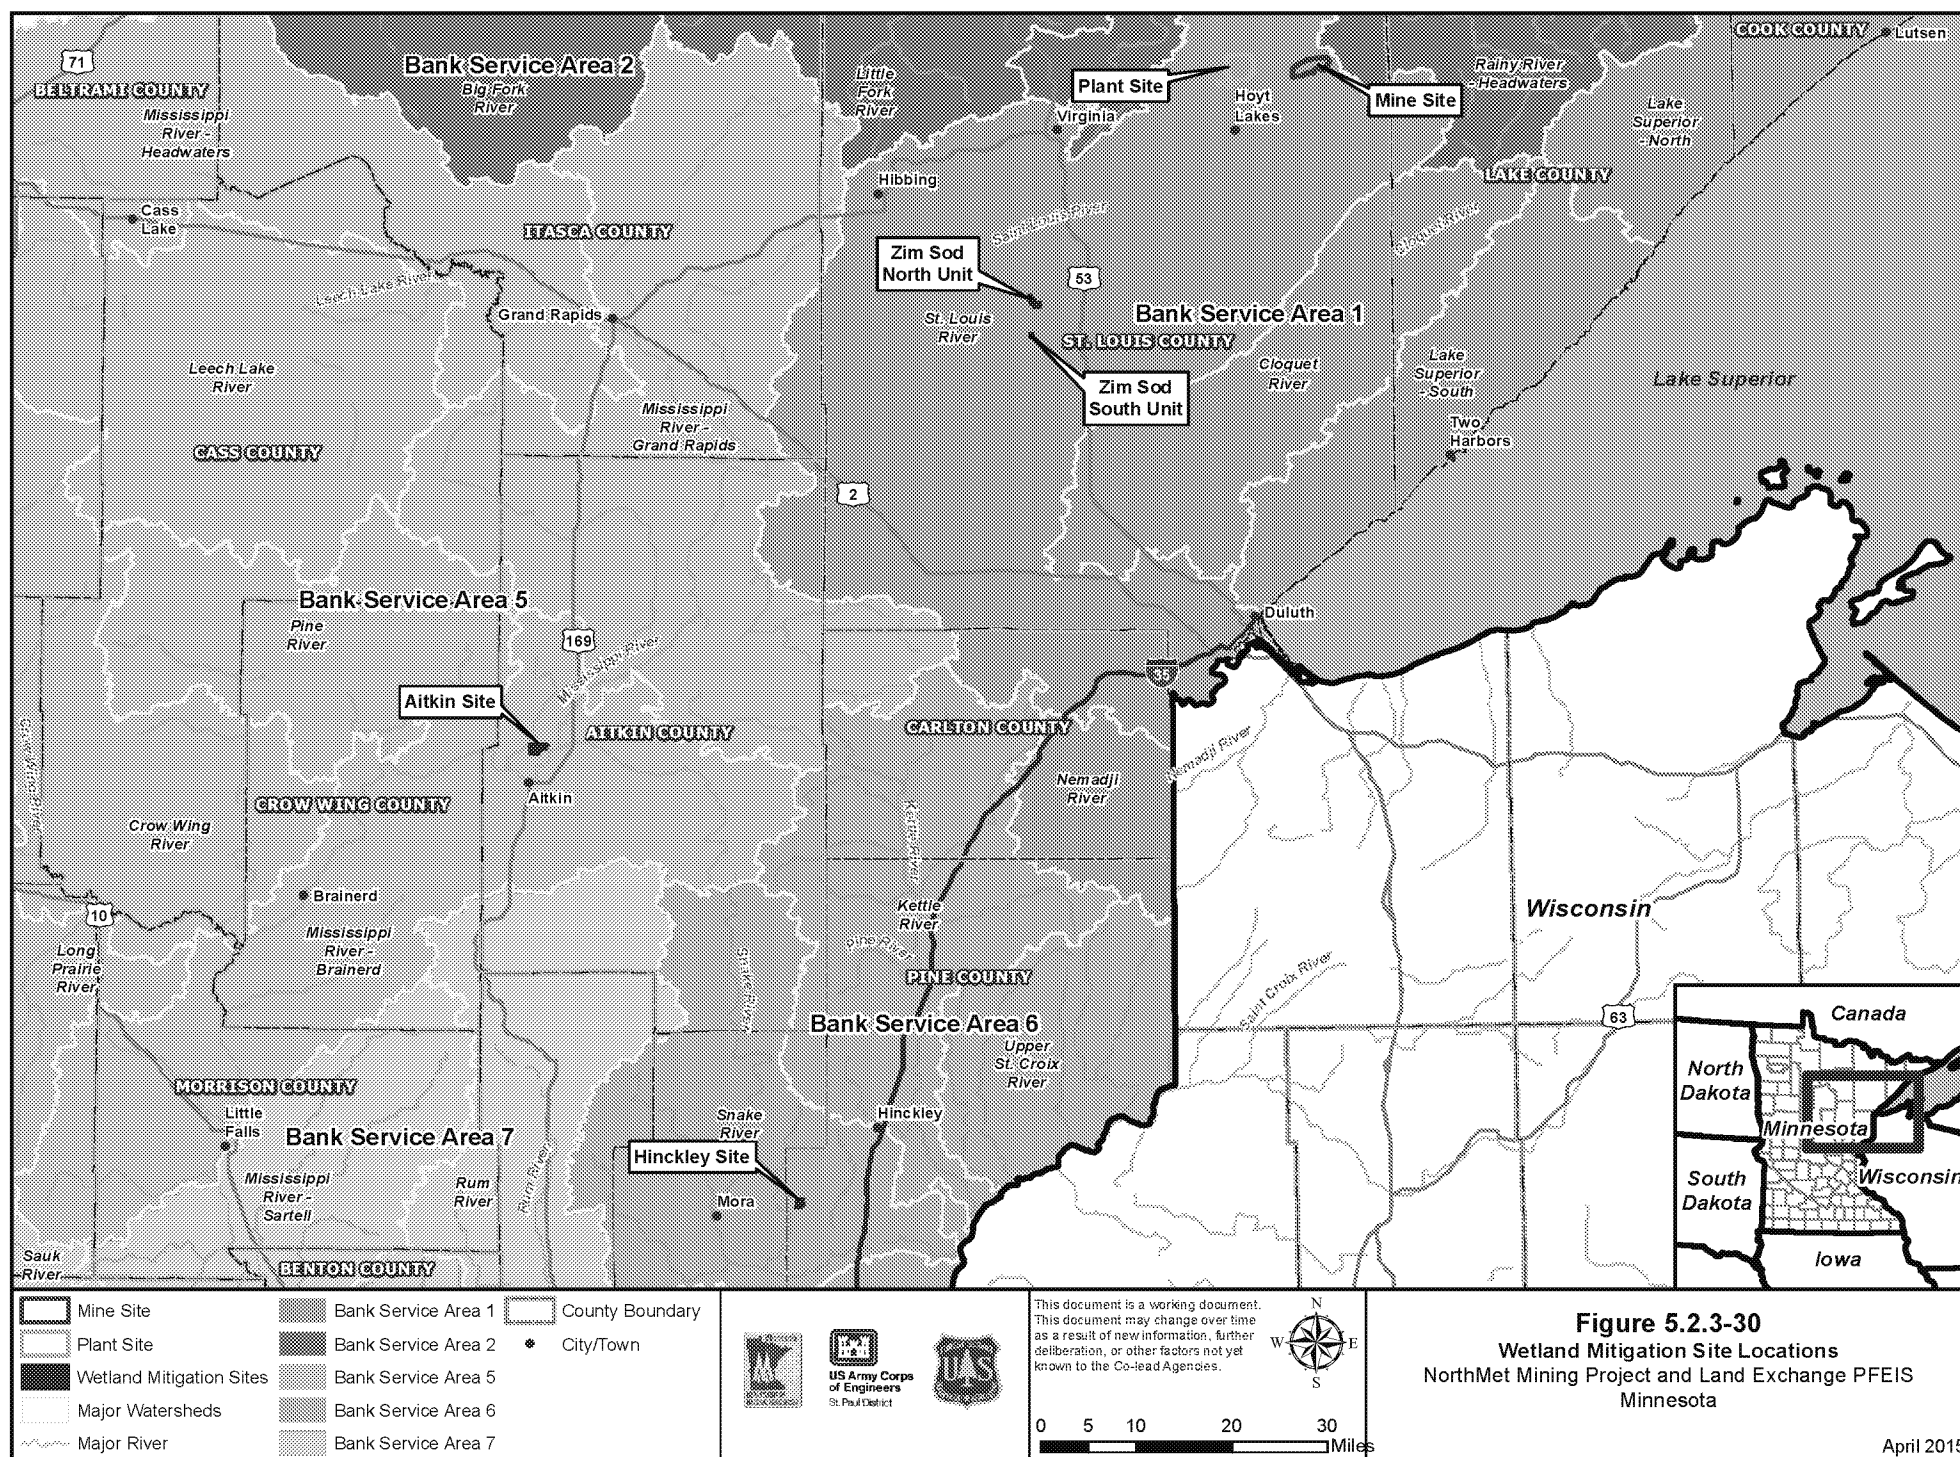 71
BELTRAMI COUNTY
Mississippi
River -
Headwaters
Bank Service Area 2
Big Fork
River
Little
Fork
River
Plant Site
Hoyt
Lakes
Virginia
Mine Site
Rainy River
- Headwaters
COOK COUNTY
Lutsen
Lake
Superior
- North
LAKE COUNTY
Hibbing
Cass
Lake
ITASCA COUNTY
Saint Louis River
Cloquet River
Zim Sod
North Unit
53
Leech Lake River
Grand Rapids
St. Louis
River
Bank Service Area 1
ST. LOUIS COUNTY
Leech Lake
River
Zim Sod
South Unit
Cloquet
River
Lake
Superior
- South
Lake Superior
Mississippi
River -
Grand Rapids
Two
Harbors
CASS COUNTY
2
Bank Service Area 5
Pine
River
169
Mississippi River
Duluth
35
Aitkin Site
AITKIN COUNTY
CARLTON COUNTY
Nemadji River
Nemadji
River
Aitkin
CROW WING COUNTY
Crow Wing
River
Kettle River
Brainerd
10
Kettle
River
Wisconsin
Mississippi
River -
Brainerd
Long
Prairie
River
Pine River
Snake River
PINE COUNTY
Saint Croix River
Bank Service Area 6
63
Upper
St. Croix
River
MORRISON COUNTY
Little
Falls
Bank Service Area 7
Snake
River
Hinckley
Hinckley Site
Mississippi
River -
Sartell
Rum
River
Rum River
Mora
Sauk
River
BENTON COUNTY
Canada
North
Dakota
Minnesota
South
Dakota
Wisconsin
Iowa
Mine Site
Plant Site
Wetland Mitigation Sites
Major Watersheds
Major River
Bank Service Area 1
Bank Service Area 2
Bank Service Area 5
Bank Service Area 6
Bank Service Area 7
County Boundary
City/Town
US Army Corps
of Engineers
St. Paul District
UAS
This document is a working document.
This document may change over time
as a result of new information, further
deliberation, or other factors not yet
known to the Co-lead Agencies.
N
W E
S
0 5 10 20 30
Miles
Figure 5.2.3-30
Wetland Mitigation Site Locations
NorthMet Mining Project and Land Exchange PFEIS
Minnesota
April 2015